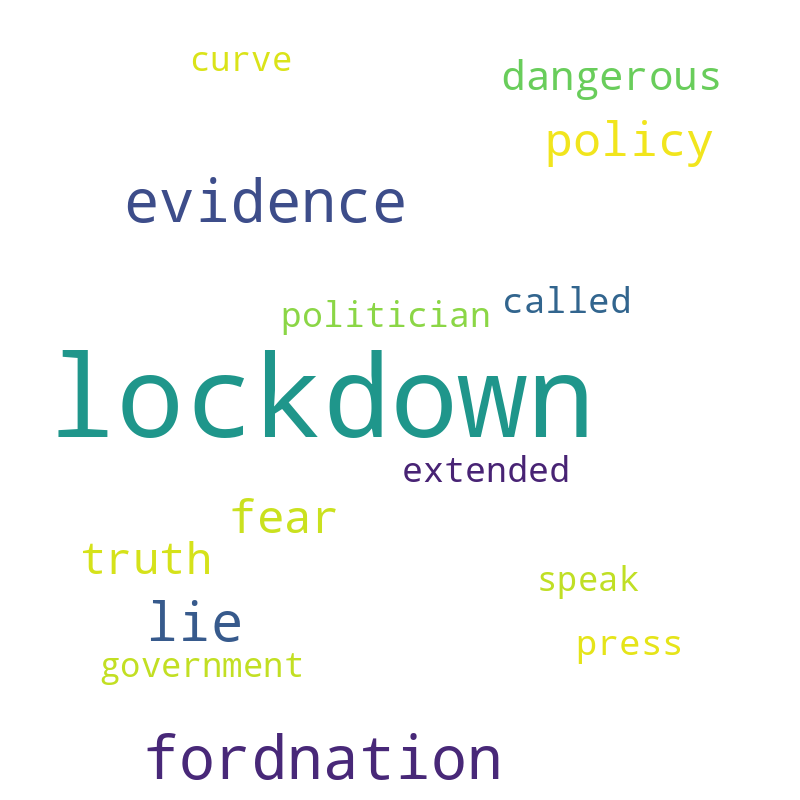 curve
dangerous
policy
evidence
called
politician
lockdown
extended
fear
truth
speak
lie
press
government
fordnation